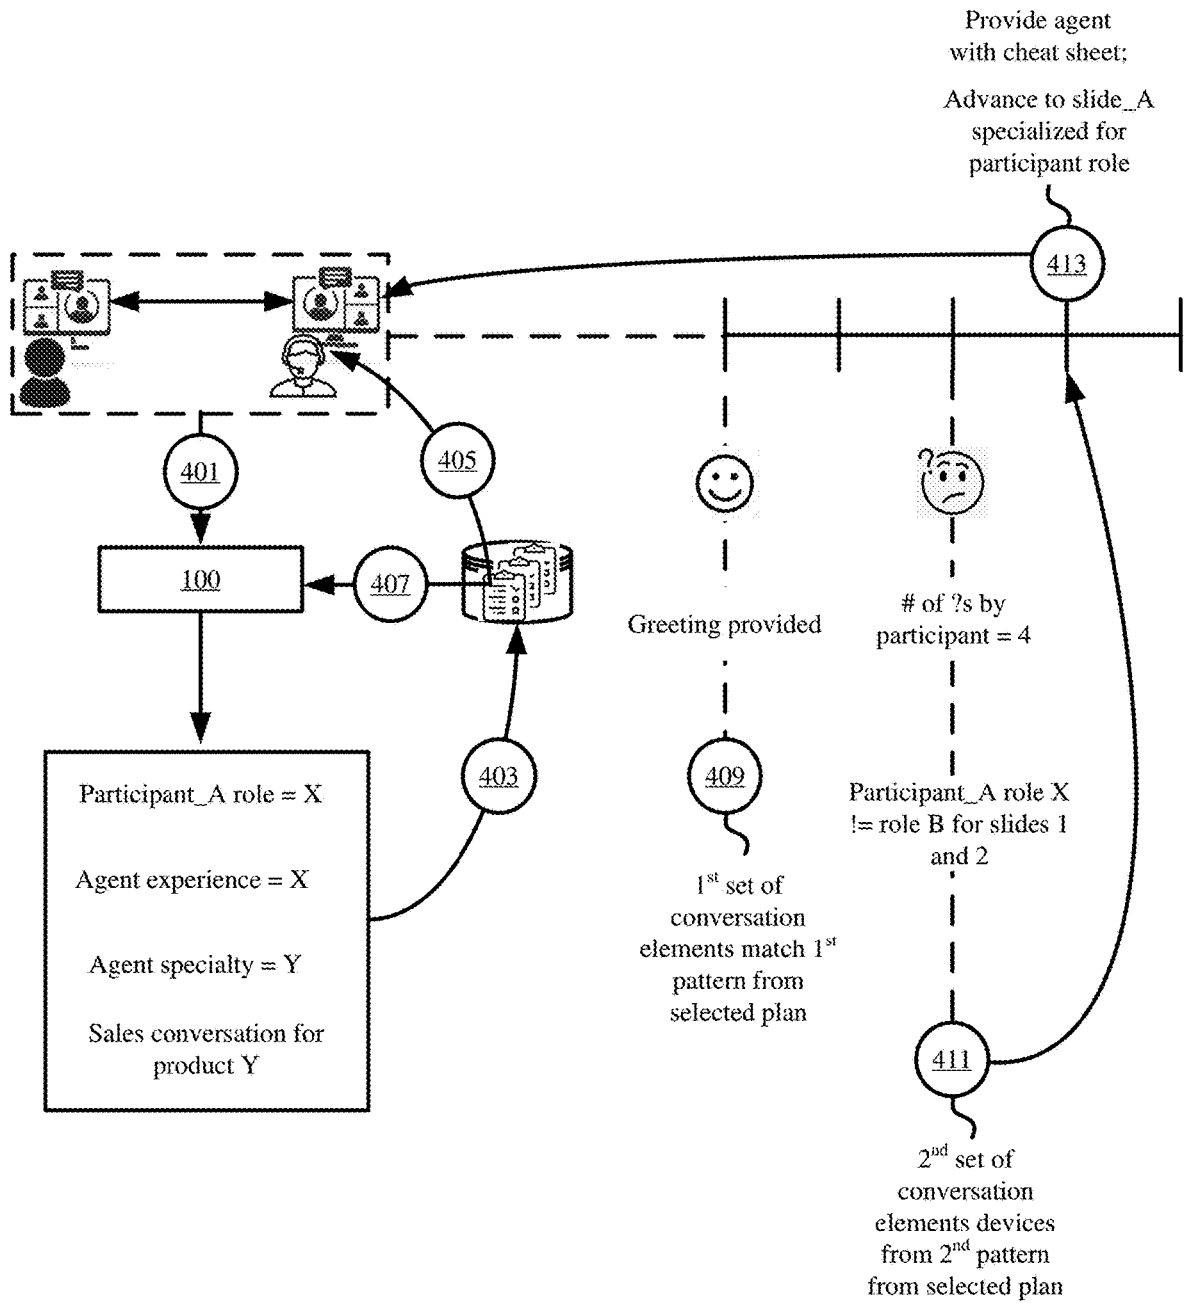 Provide agent
with cheat sheet;
Advance to slide_A
specialized for
participant role
413
401
405
100
407
?
# of ?s by
participant = 4
Greeting provided
403
409
Participant_A role X
!= role B for slides 1
and 2
Participant_A role = X
Agent experience = X
Agent specialty = Y
Sales conversation for
product Y
1st set of
conversation
elements match 1st
pattern from
selected plan
411
2nd set of
conversation
elements devices
from 2nd pattern
from selected plan